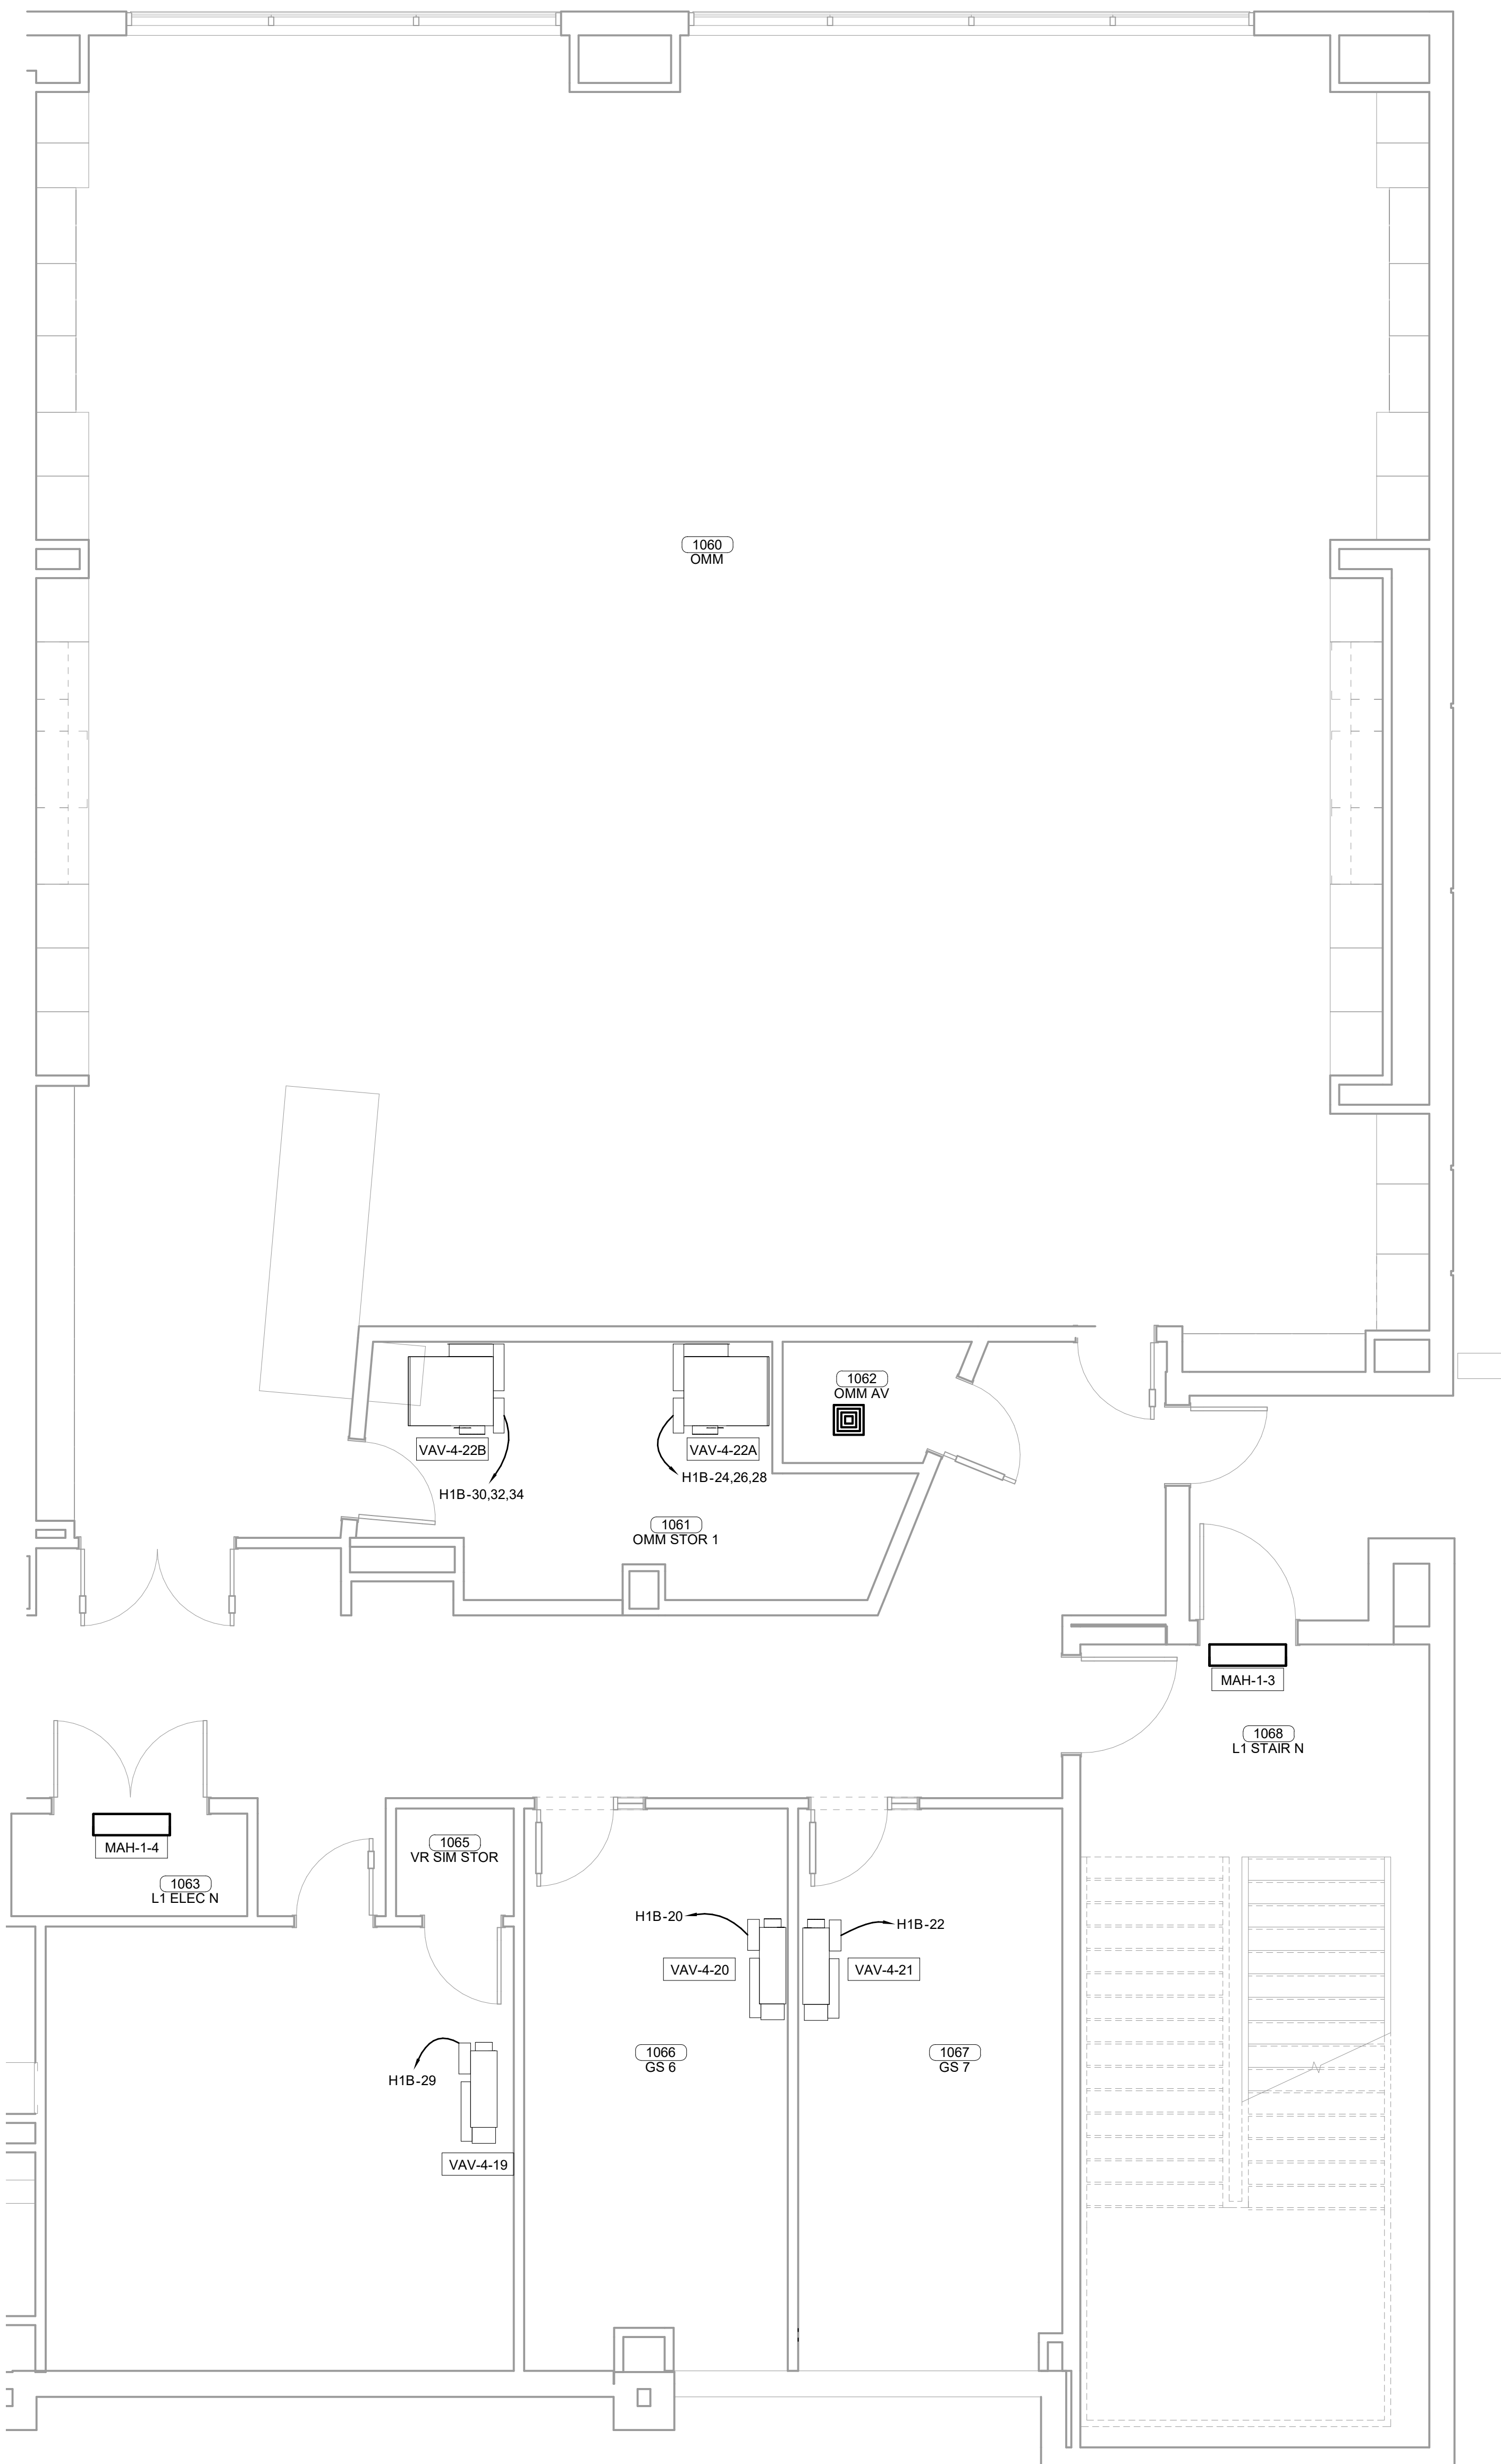 1060
OMM
1062
OMM AV
VAV-4-22B
VAV-4-22A
H1B-30,32,34
H1B-24,26,28
1061
OMM STOR 1
MAH-1-3
1068
L1 STAIR N
MAH-1-4
1063
L1 ELEC N
1065
VR SIM STOR
H1B-20
H1B-22
VAV-4-20
VAV-4-21
1066
GS 6
1067
GS 7
H1B-29
VAV-4-19